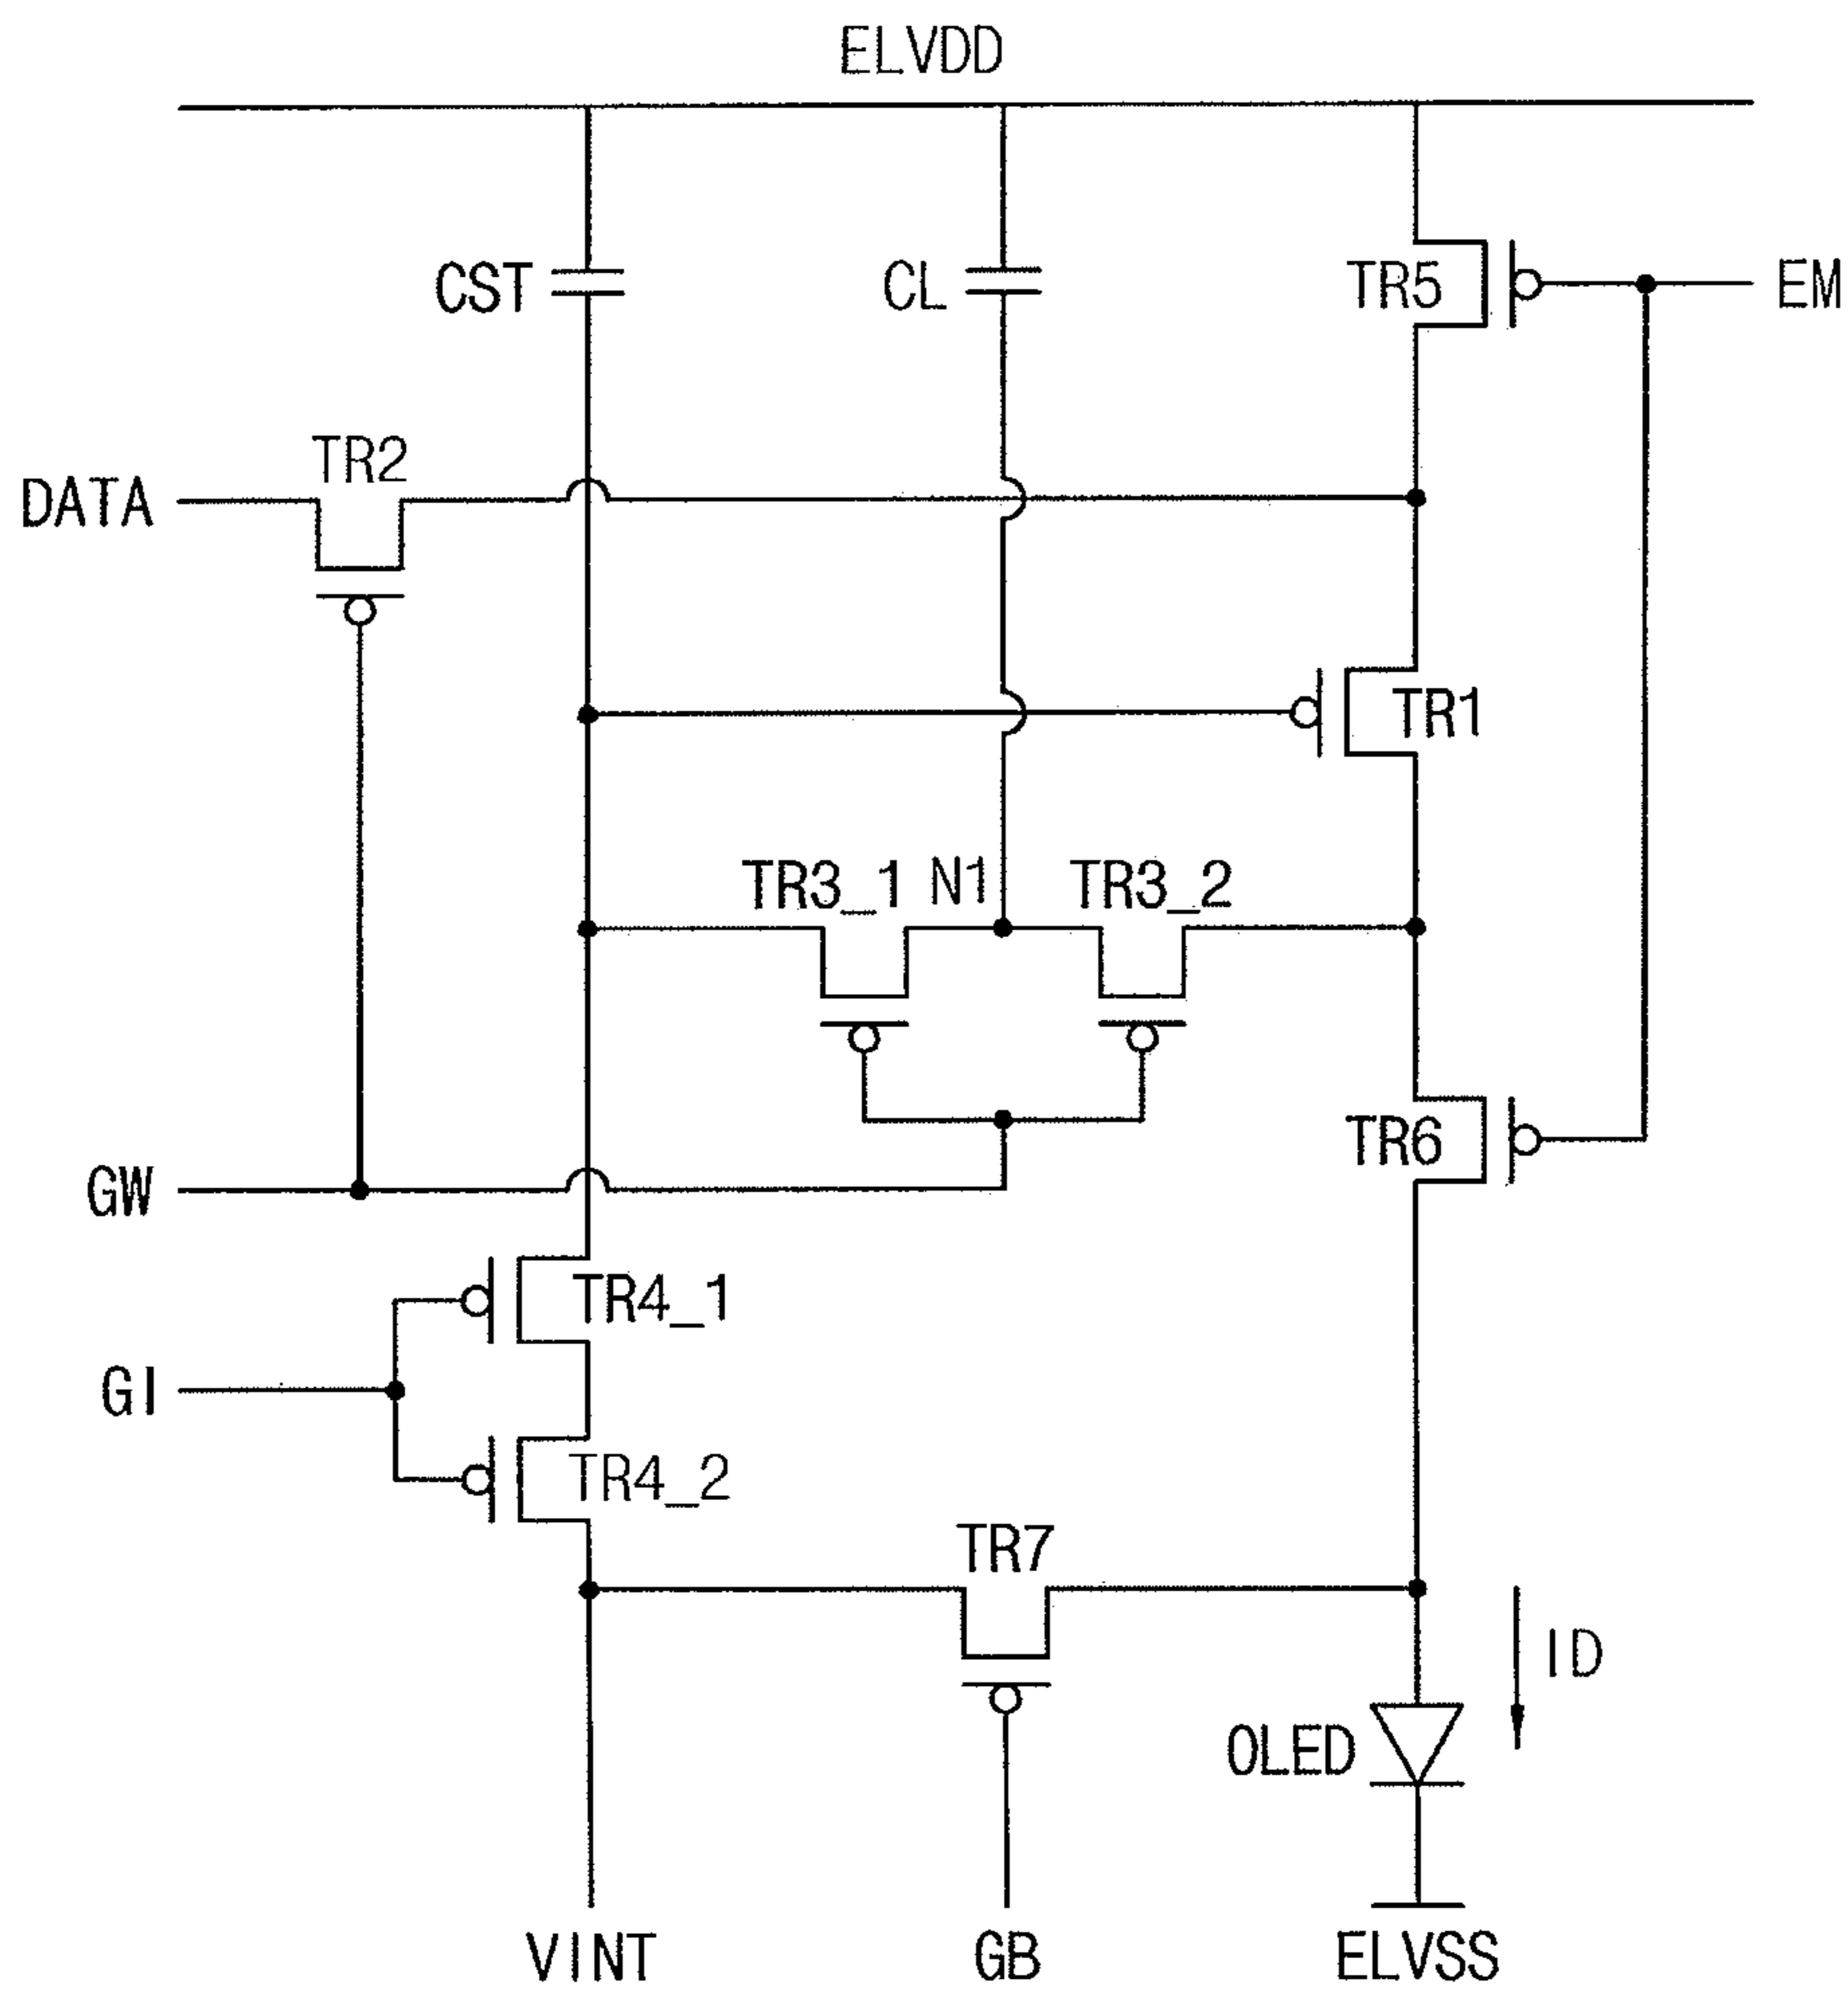 ELVDD
CST
CL
TR5
EM
TR2
DATA
TR1
TR3_1
N1
TR3_2
TR6
GW
TR4_1
GI
TR4_2
TR7
ID
OLED
VINT
GB
ELVSS